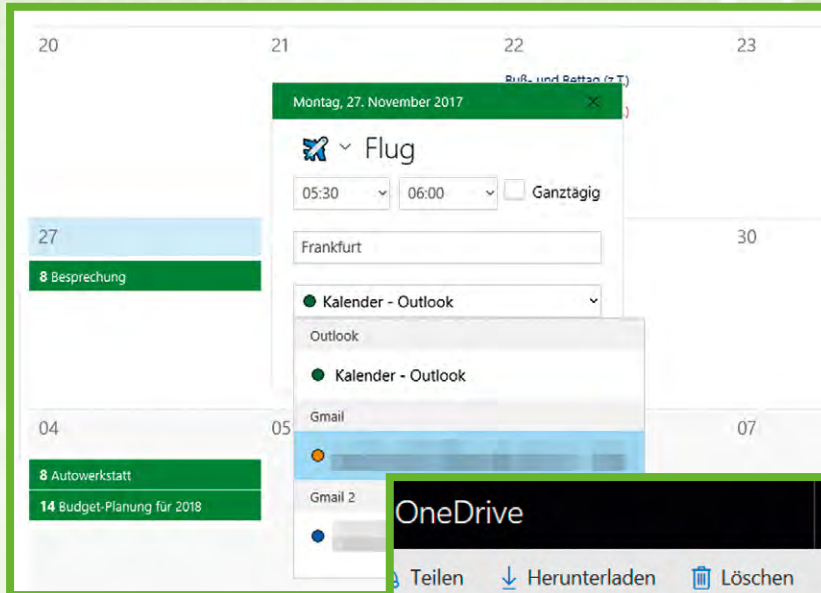 20
21
22
23
Buß- und Bettag (z.T.)
Montag, 27. November 2017
Flug
05:30
06:00
Ganztägig
27
30
Frankfurt
8 Besprechung
Kalender - Outlook
Outlook
Kalender - Outlook
04
05
07
Gmail
8 Autowerkstatt
14 Budget-Planung für 2018
Gmail 2
OneDrive
Teilen
Herunterladen
Löschen